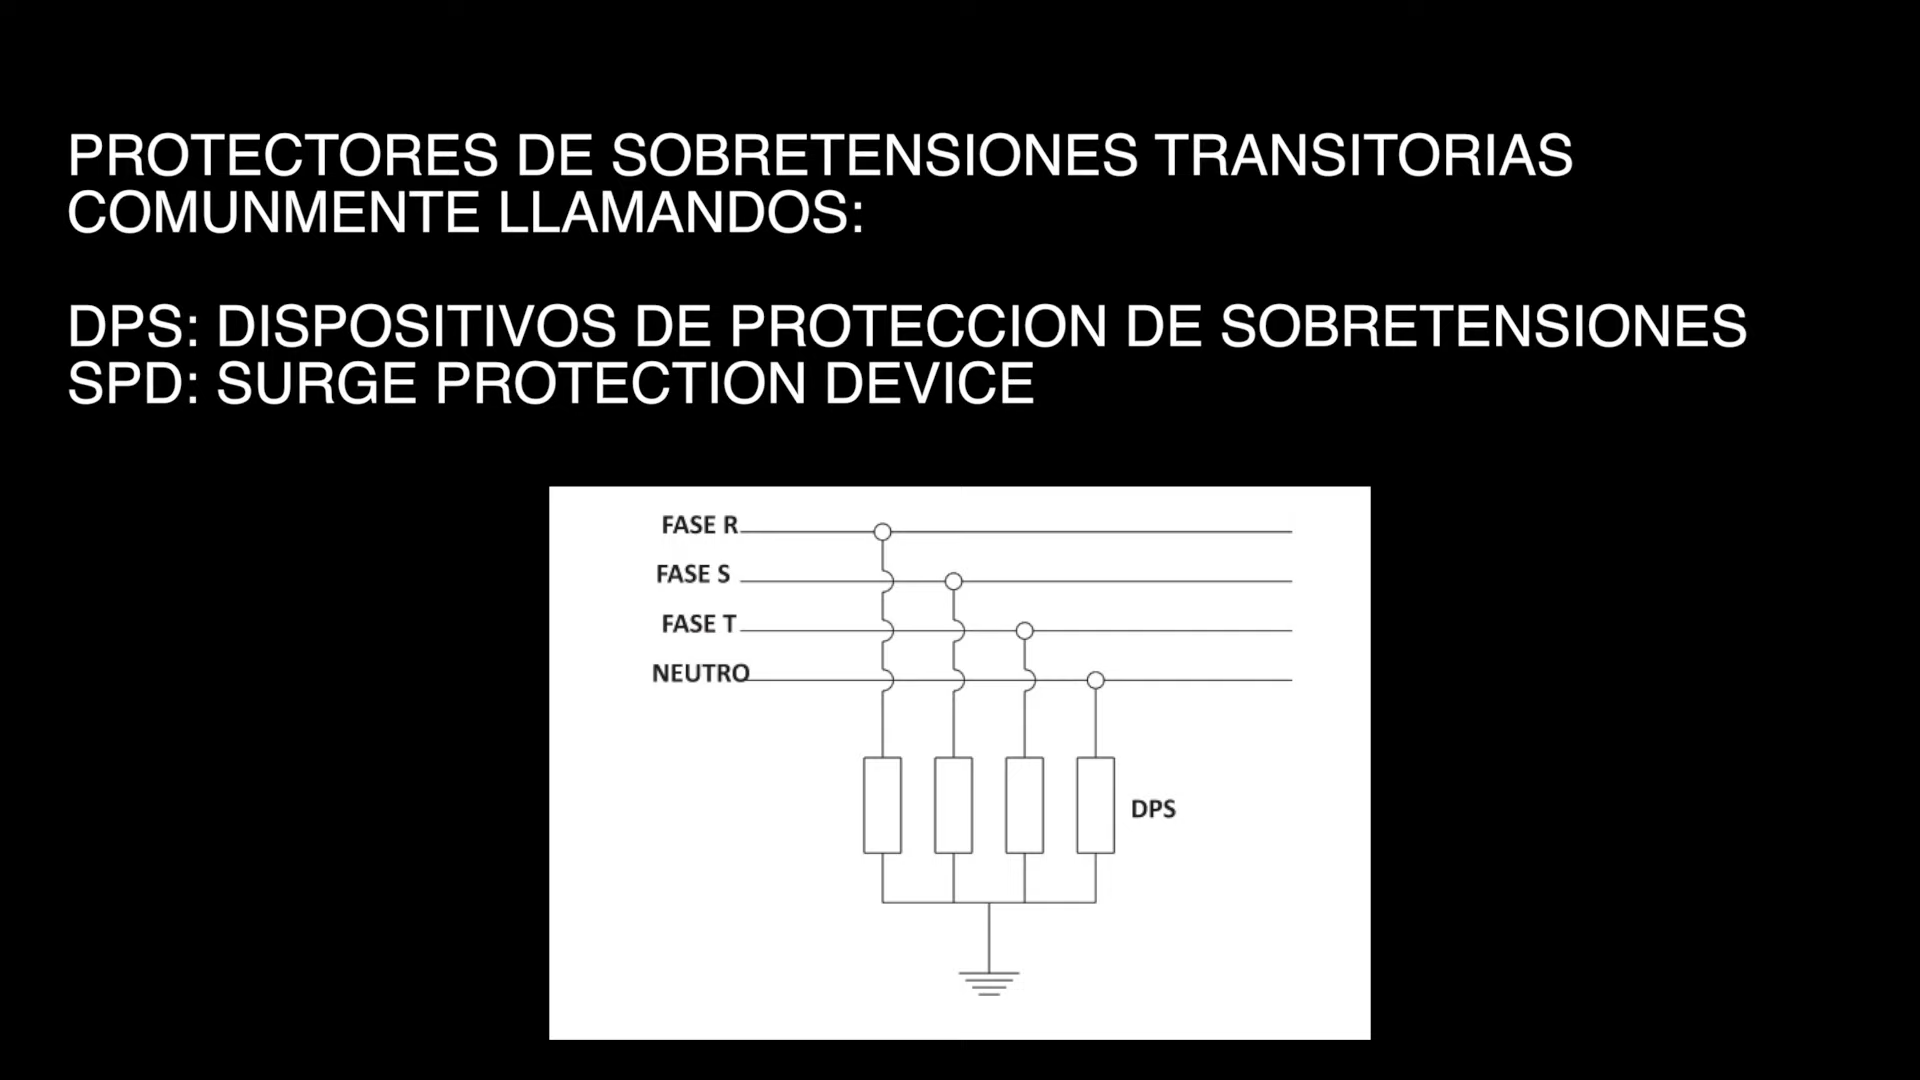 PROTECTORES DE SOBRETENSIONES TRANSITORIAS
COMUNMENTE LLAMANDOS:
DPS: DISPOSITIVOS DE PROTECCION DE SOBRETENSIONES
SPD: SURGE PROTECTION DEVICE
FASE R
FASE S
FASE T
NEUTRO
DPS